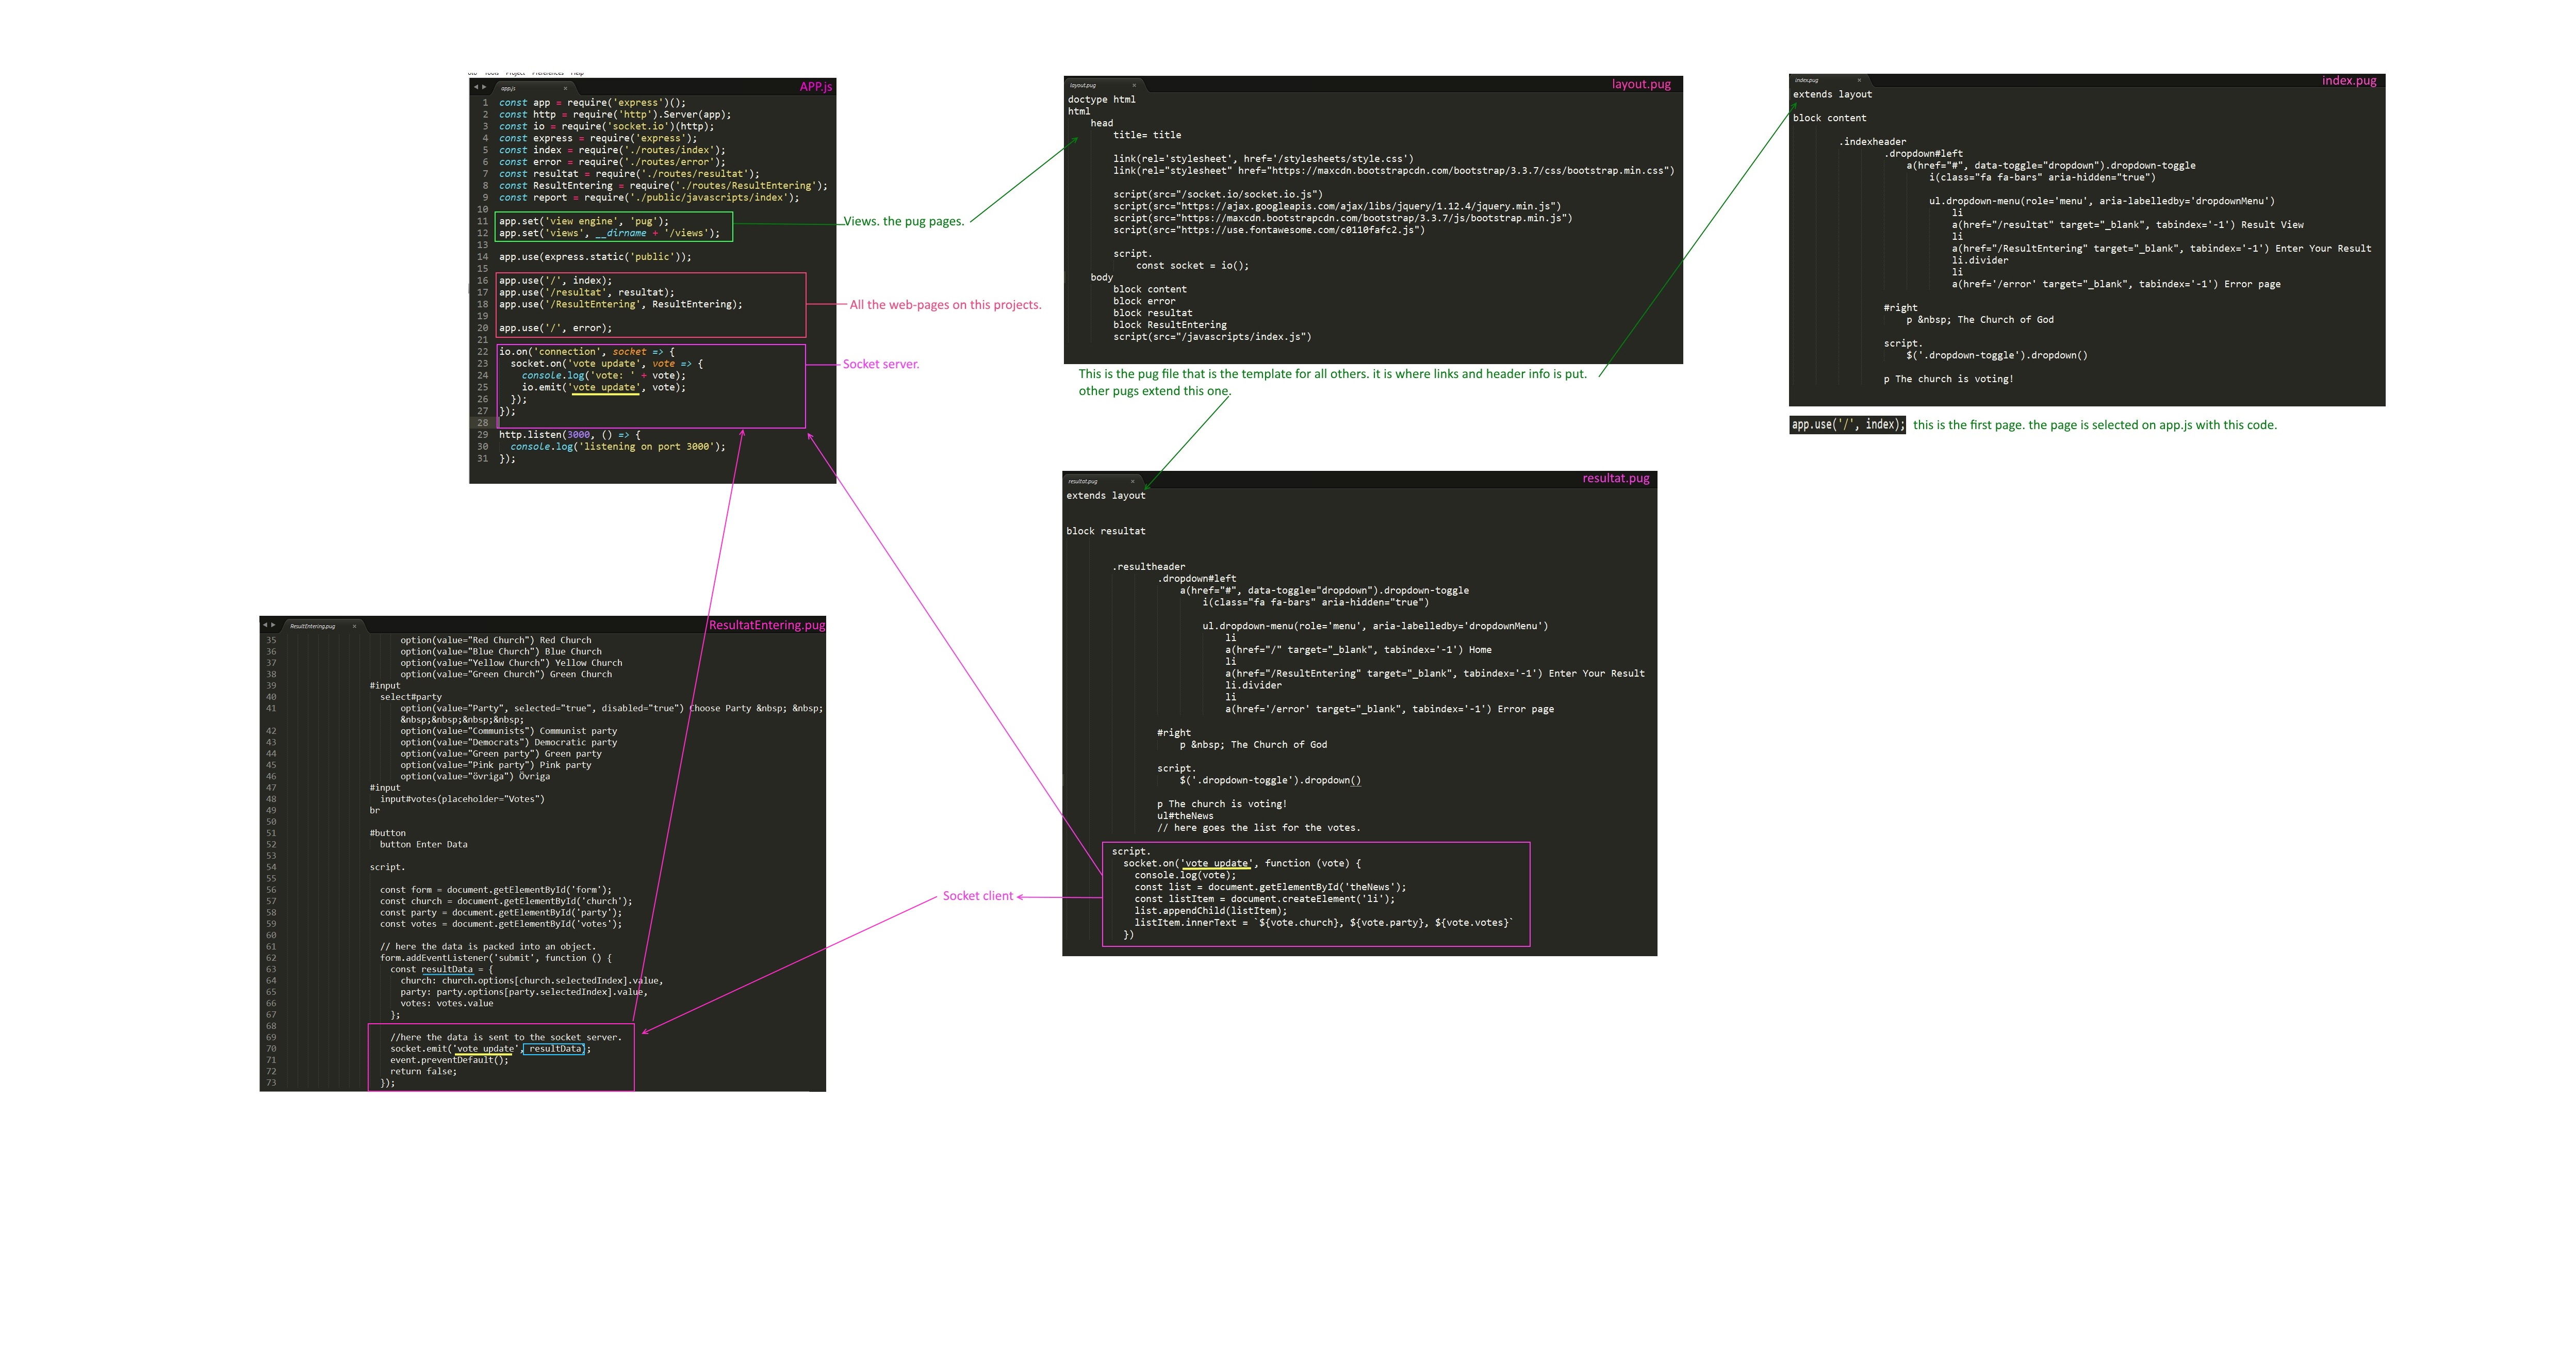 Project Preferences Help
app.js
APP.js
1 const app = require('express')();
2 const http = require('http').Server(app);
3 const io = require('socket.io')(http);
4 const express = require('express');
5 const index = require('./routes/index');
6 const error = require('./routes/error');
7 const resultat = require('./routes/resultat');
8 const ResultEntering = require('./routes/ResultEntering');
9 const report = require('./public/javascripts/index');
10
11 app.set('view engine', 'pug');
12 app.set('views', __dirname + '/views');
13
14 app.use(express.static('public'));
15
16 app.use('/', index);
17 app.use('/resultat', resultat);
18 app.use('/ResultEntering', ResultEntering);
19
20 app.use('/', error);
21
22 io.on('connection', socket => {
23 socket.on('vote update', vote => {
24 console.log('vote: ' + vote);
25 io.emit('vote update', vote);
26 });
27 });
28
29 http.listen(3000, () => {
30 console.log('listening on port 3000');
31 });
Views. the pug pages.
All the web-pages on this projects.
Socket server.
layout.pug
layout.pug
doctype html
html
head
title= title
link(rel='stylesheet', href='/stylesheets/style.css')
link(rel="stylesheet" href="https://maxcdn.bootstrapcdn.com/bootstrap/3.3.7/css/bootstrap.min.css")
script(src="/socket.io/socket.io.js")
script(src="https://ajax.googleapis.com/ajax/libs/jquery/1.12.4/jquery.min.js")
script(src="https://maxcdn.bootstrapcdn.com/bootstrap/3.3.7/js/bootstrap.min.js")
script(src="https://use.fontawesome.com/c0110fafc2.js")
script.
const socket = io();
body
block content
block error
block resultat
block ResultEntering
script(src="/javascripts/index.js")
This is the pug file that is the template for all others. it is where links and header info is put.
other pugs extend this one.
index.pug
index.pug
extends layout
block content
.indexheader
.dropdown#left
a(href="#", data-toggle="dropdown").dropdown-toggle
i(class="fa fa-bars" aria-hidden="true")
ul.dropdown-menu(role='menu', aria-labelledby='dropdownMenu')
li
a(href="/resultat" target="_blank", tabindex='-1') Result View
li
a(href="/ResultEntering" target="_blank", tabindex='-1') Enter Your Result
li.divider
li
a(href='/error' target="_blank", tabindex='-1') Error page
#right
p &nbsp; The Church of God
script.
$('.dropdown-toggle').dropdown()
p The church is voting!
app.use('/', index); this is the first page. the page is selected on app.js with this code.
resultat.pug
resultat.pug
extends layout
block resultat
.resultheader
.dropdown#left
a(href="#", data-toggle="dropdown").dropdown-toggle
i(class="fa fa-bars" aria-hidden="true")
ul.dropdown-menu(role='menu', aria-labelledby='dropdownMenu')
li
a(href="/" target="_blank", tabindex='-1') Home
li
a(href="/ResultEntering" target="_blank", tabindex='-1') Enter Your Result
li.divider
li
a(href='/error' target="_blank", tabindex='-1') Error page
#right
p &nbsp; The Church of God
script.
$('.dropdown-toggle').dropdown()
p The church is voting!
ul#theNews
// here goes the list for the votes.
script.
socket.on('vote update', function (vote) {
console.log(vote);
const list = document.getElementById('theNews');
const listItem = document.createElement('li');
list.appendChild(listItem);
listItem.innerText = `${vote.church}, ${vote.party}, ${vote.votes}`
})
Socket client
ResultEntering.pug
ResultatEntering.pug
35 option(value="Red Church") Red Church
36 option(value="Blue Church") Blue Church
37 option(value="Yellow Church") Yellow Church
38 option(value="Green Church") Green Church
39 #input
40 select#party
41 option(value="Party", selected="true", disabled="true") Choose Party &nbsp; &nbsp;
&nbsp;&nbsp;&nbsp;&nbsp;
42 option(value="Communists") Communist party
43 option(value="Democrats") Democratic party
44 option(value="Green party") Green party
45 option(value="Pink party") Pink party
46 option(value="övriga") Övriga
47 #input
48 input#votes(placeholder="Votes")
49 br
50
51 #button
52 button Enter Data
53
54 script.
55
56 const form = document.getElementById('form');
57 const church = document.getElementById('church');
58 const party = document.getElementById('party');
59 const votes = document.getElementById('votes');
60
61 // here the data is packed into an object.
62 form.addEventListener('submit', function () {
63 const resultData = {
64 church: church.options[church.selectedIndex].value,
65 party: party.options[party.selectedIndex].value,
66 votes: votes.value
67 };
68
69 //here the data is sent to the socket server.
70 socket.emit('vote update', resultData);
71 event.preventDefault();
72 return false;
73 });